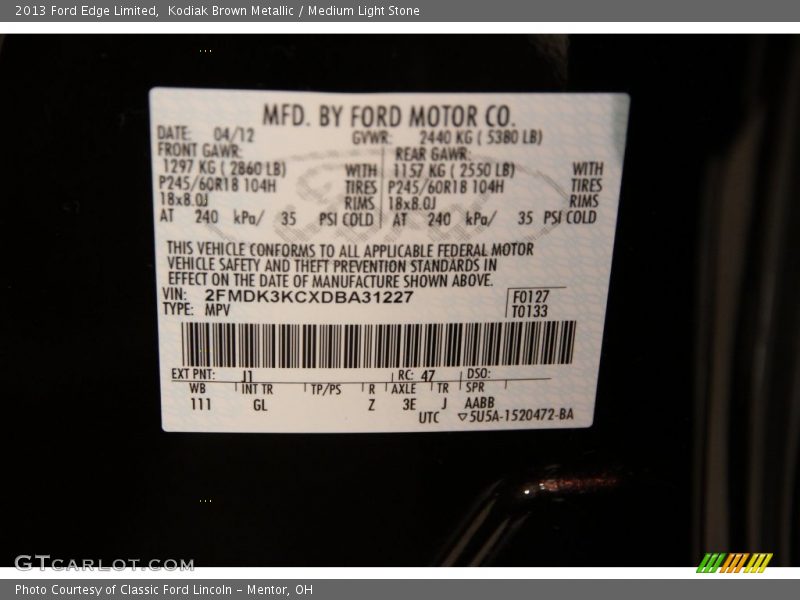 2013 Ford Edge Limited,  Kodiak Brown Metallic / Medium Light Stone
MFD. BY FORD MOTOR CO.
DATE: 04/12 GVWR: 2440 KG ( 5380 LB)
FRONT GAWR: REAR GAWR:
1297 KG ( 2860 LB) WITH 1157 KG ( 2550 LB) WITH
P245/60R18 104H TIRES P245/60R18 104H TIRES
18x8.0J RIMS 18x8.0J RIMS
AT 240 kPa/ 35 PSI COLD AT 240 kPa/ 35 PSI COLD
THIS VEHICLE CONFORMS TO ALL APPLICABLE FEDERAL MOTOR
VEHICLE SAFETY AND THEFT PREVENTION STANDARDS IN
EFFECT ON THE DATE OF MANUFACTURE SHOWN ABOVE.
VIN: 2FMDK3KCXDBA31227 F0127
TYPE: MPV T0133
EXT PNT: J1 RC: 47 DSO:
WB INT TR TP/PS R AXLE TR SPR
111 GL Z 3E J AABB
UTC ▽5U5A-1520472-BA
GTCARLOT.COM
Photo Courtesy of Classic Ford Lincoln - Mentor, OH